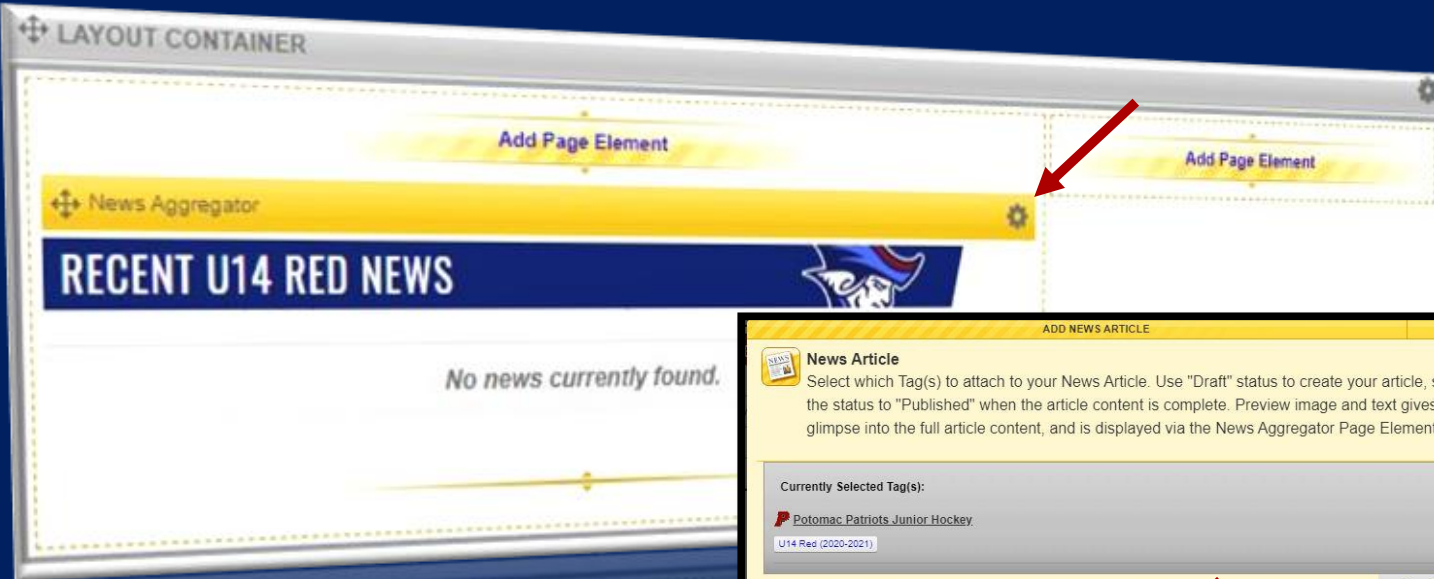 LAYOUT CONTAINER
Add Page Element
Add Page Element
News Aggregator
RECENT U14 RED NEWS
No news currently found.
ADD NEWS ARTICLE
NEWS
News Article
Select which Tag(s) to attach to your News Article. Use "Draft" status to create your article,
the status to "Published" when the article content is complete. Preview image and text gives
glimpse into the full article content, and is displayed via the News Aggregator Page Element
Currently Selected Tag(s):
Potomac Patriots Junior Hockey
U14 Red (2020-2021)